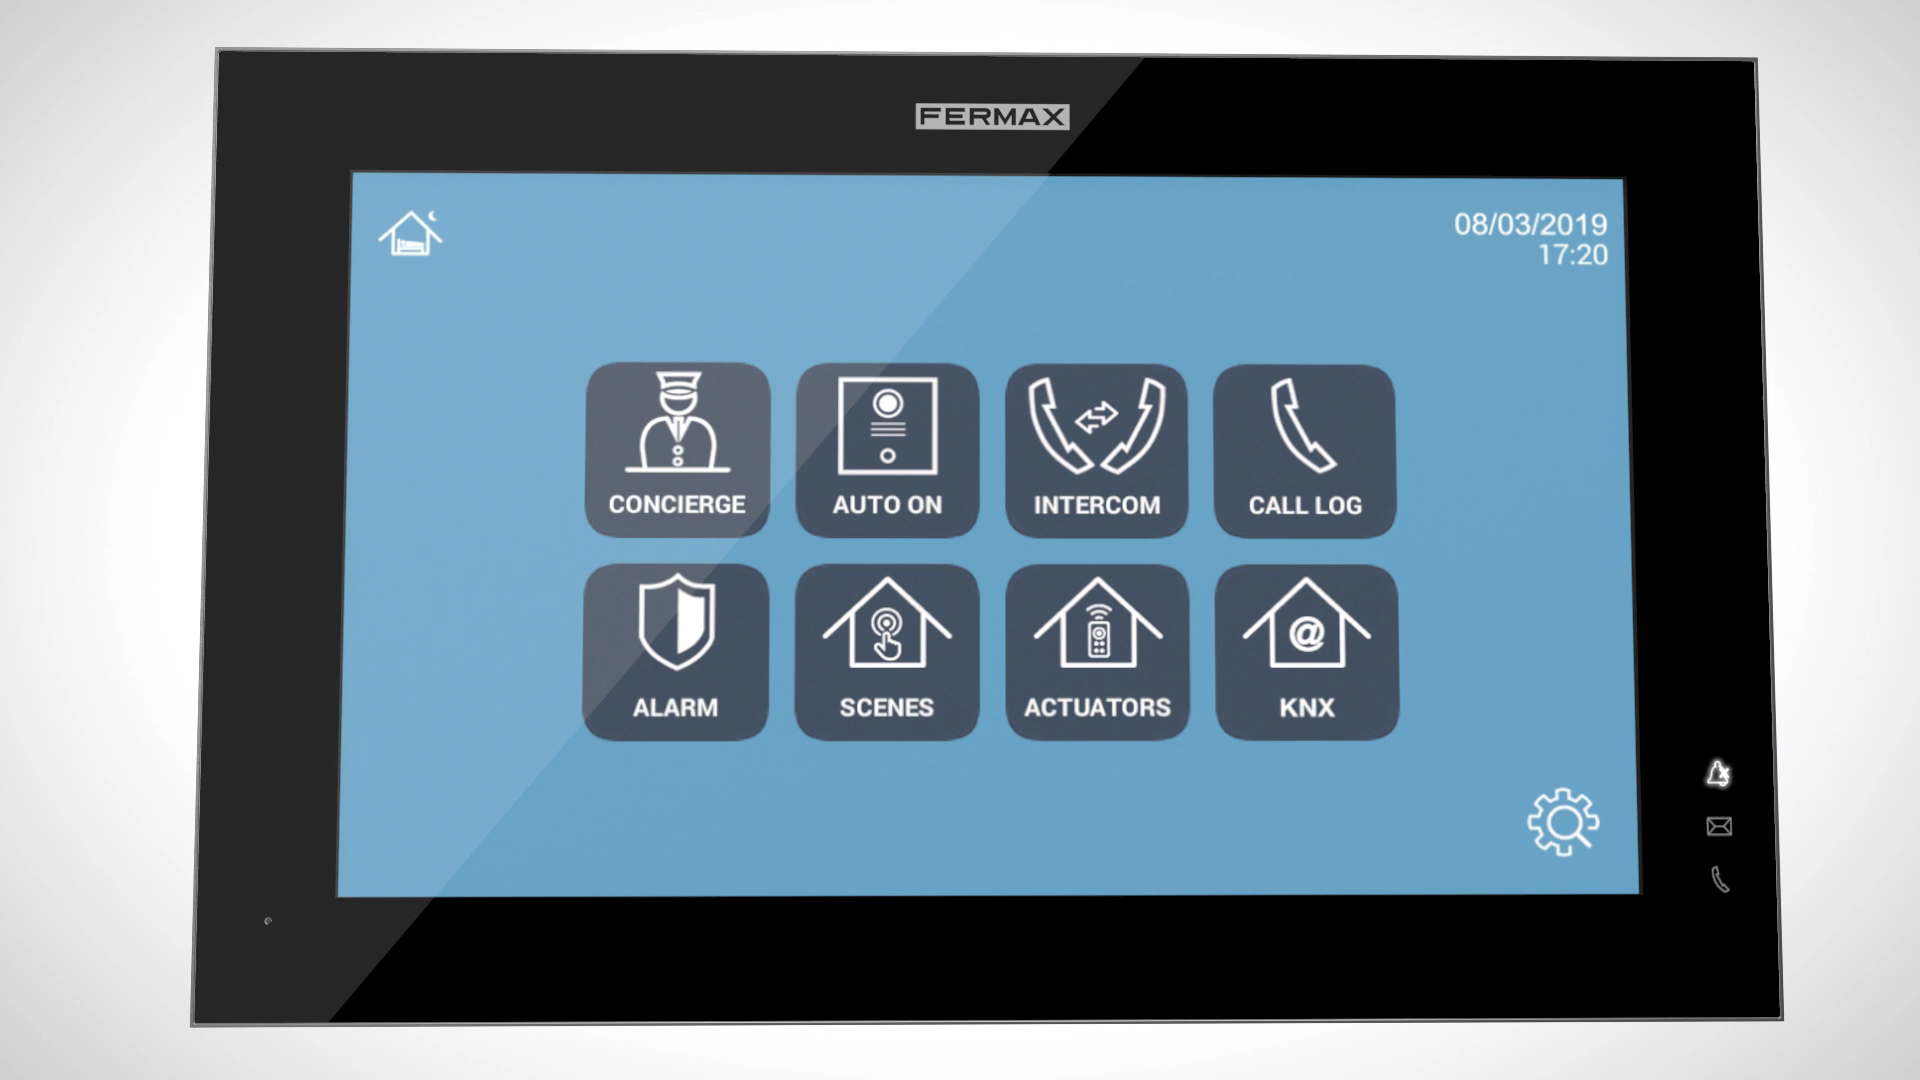 FERMAX
08/03/2019
17:20
CONCIERGE
AUTO ON
INTERCOM
CALL LOG
ALARM
SCENES
ACTUATORS
@
KNX